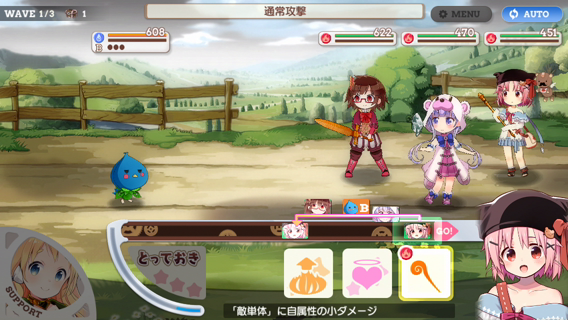 WAVE 1/3
1
通常攻撃
MENU
AUTO
B
608
622
470
451
B
GO!
とっておき
SUPPORT
「敵単体」に自属性の小ダメージ